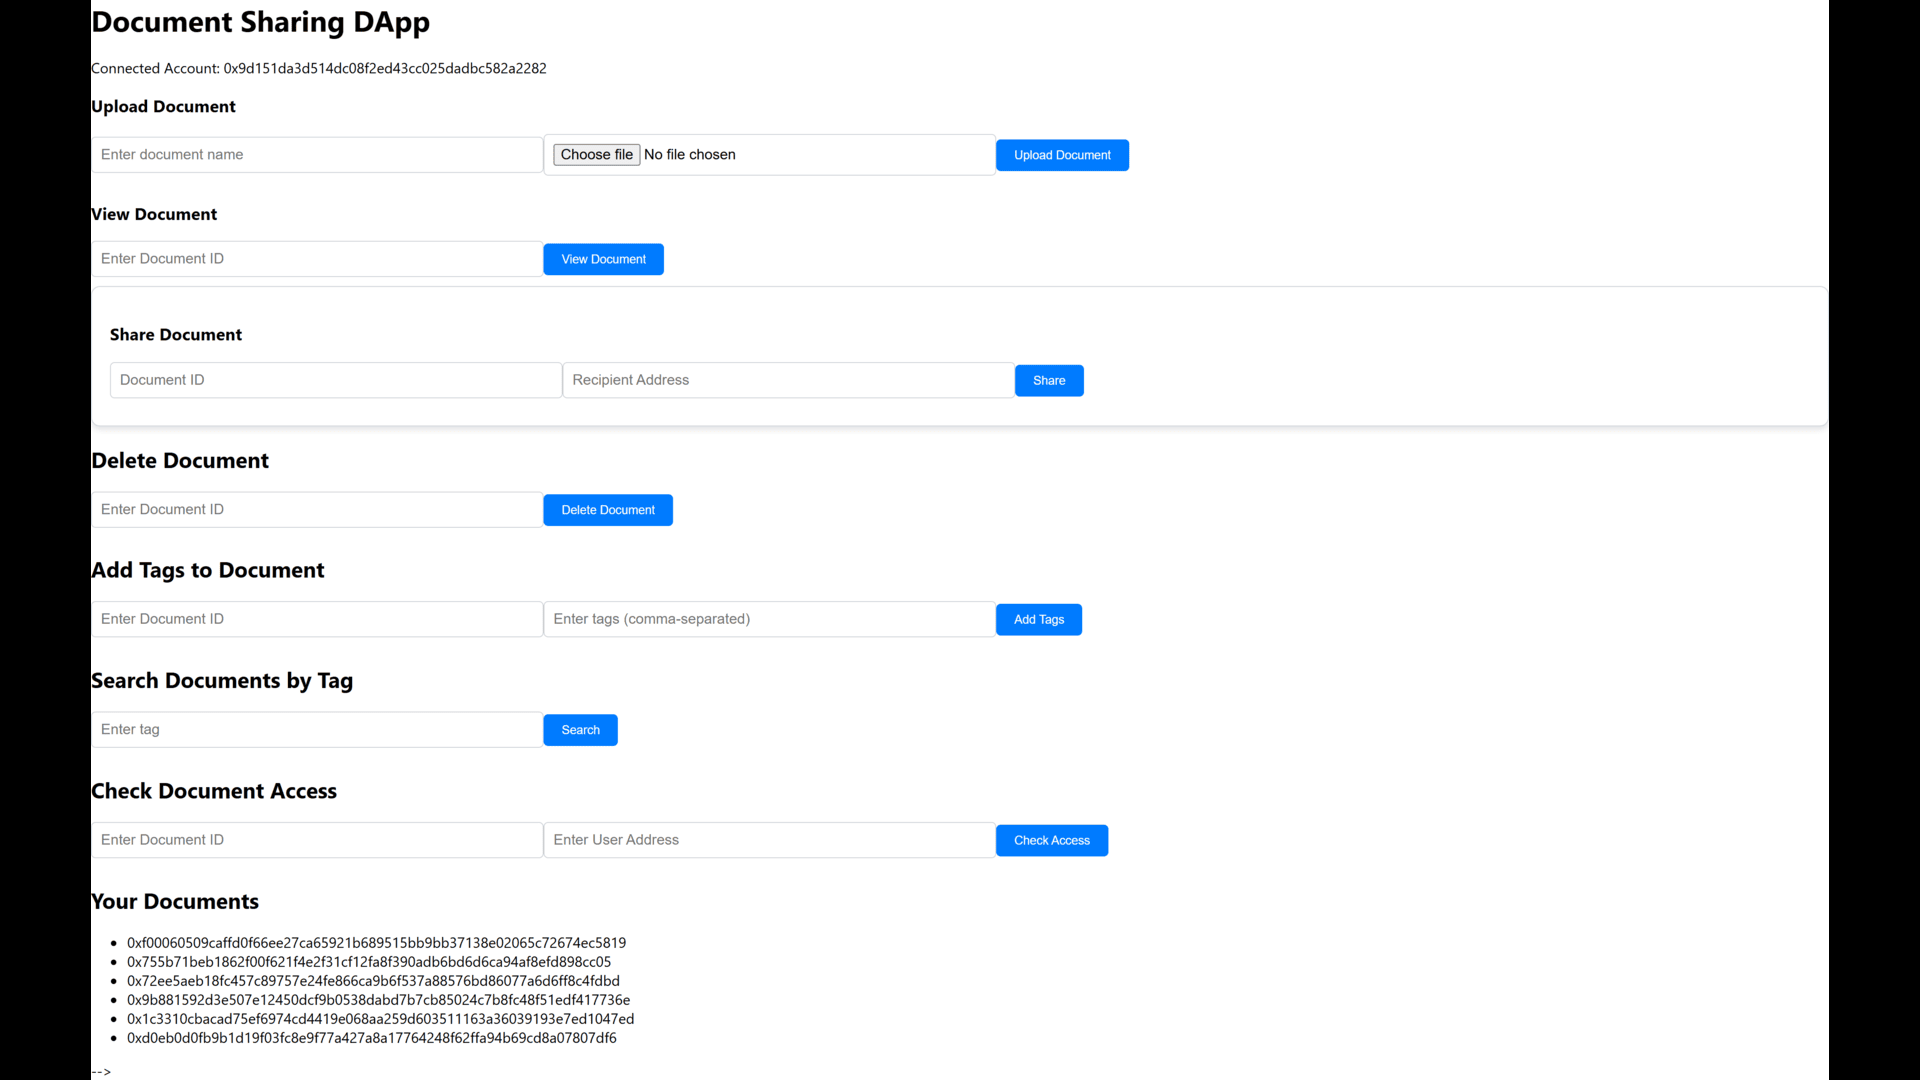 Document Sharing DApp
Connected Account: 0x9d151da3d514dc08f2ed43cc025dadbc582a2282
Upload Document
Enter document name Choose file No file chosen Upload Document
View Document
Enter Document ID View Document
Share Document
Document ID Recipient Address Share
Delete Document
Enter Document ID Delete Document
Add Tags to Document
Enter Document ID Enter tags (comma-separated) Add Tags
Search Documents by Tag
Enter tag Search
Check Document Access
Enter Document ID Enter User Address Check Access
Your Documents
0xf00060509caffd0f66ee27ca65921b689515bb9bb37138e02065c72674ec5819
0x755b71beb1862f00f621f4e2f31cf12fa8f390adb6bd6d6ca94af8efd898cc05
0x72ee5aeb18fc457c89757e24fe866ca9b6f537a88576bd86077a6d6ff8c4fdbd
0x9b881592d3e507e12450dcf9b0538dabd7b7cb85024c7b8fc48f51edf417736e
0x1c3310cbacad75ef6974cd4419e068aa259d603511163a36039193e7ed1047ed
0xd0eb0d0fb9b1d19f03fc8e9f77a427a8a17764248f62ffa94b69cd8a07807df6
-->